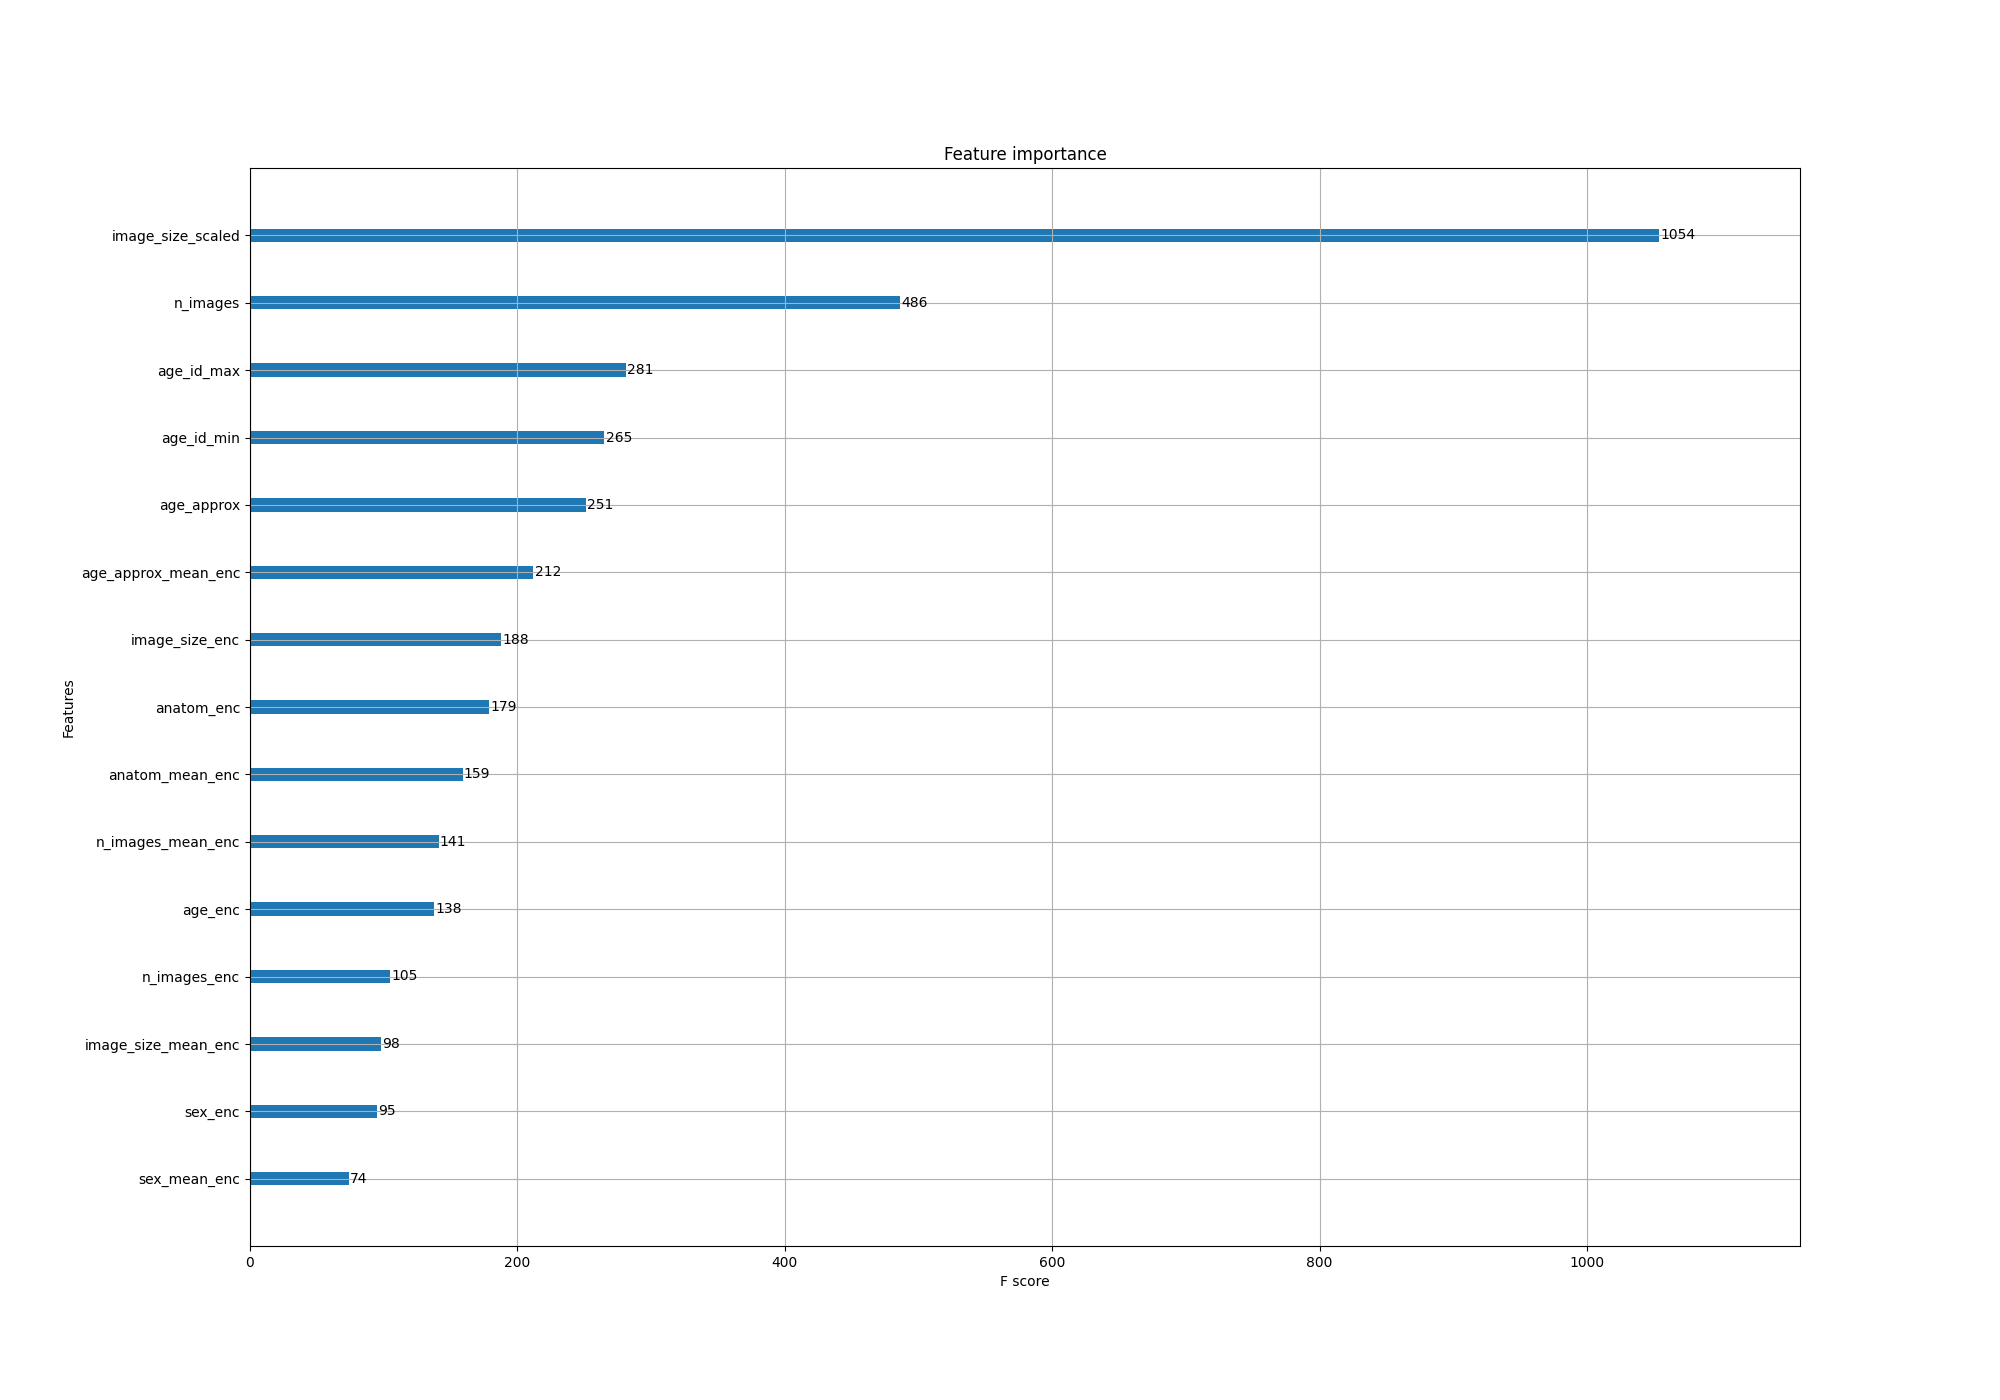 Feature importance
image_size_scaled 1054
n_images 486
age_id_max 281
age_id_min 265
age_approx 251
age_approx_mean_enc 212
image_size_enc 188
anatom_enc 179
anatom_mean_enc 159
n_images_mean_enc 141
age_enc 138
n_images_enc 105
image_size_mean_enc 98
sex_enc 95
sex_mean_enc 74
Features
0 200 400 600 800 1000
F score